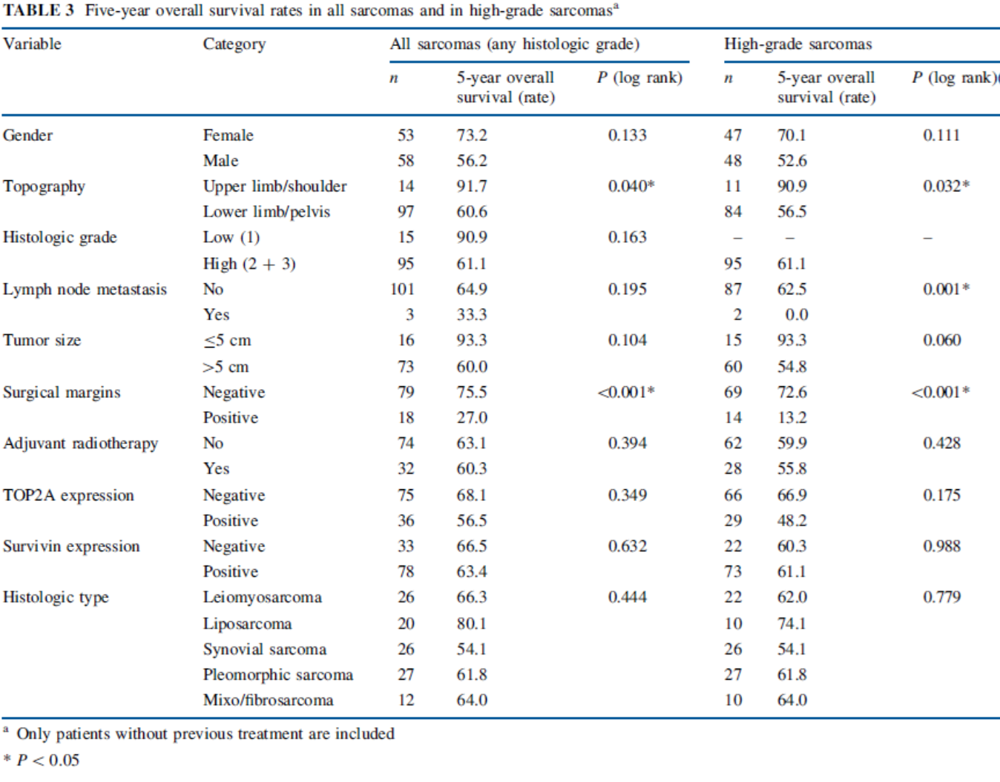 TABLE 3 Five-year overall survival rates in all sarcomas and in high-grade sarcomasᵃ
Variable Category All sarcomas (any histologic grade) High-grade sarcomas
n 5-year overall survival (rate) P (log rank) n 5-year overall survival (rate) P (log rank)(
Gender Female 53 73.2 0.133 47 70.1 0.111
Male 58 56.2 48 52.6
Topography Upper limb/shoulder 14 91.7 0.040* 11 90.9 0.032*
Lower limb/pelvis 97 60.6 84 56.5
Histologic grade Low (1) 15 90.9 0.163 – – –
High (2 + 3) 95 61.1 95 61.1
Lymph node metastasis No 101 64.9 0.195 87 62.5 0.001*
Yes 3 33.3 2 0.0
Tumor size ≤5 cm 16 93.3 0.104 15 93.3 0.060
>5 cm 73 60.0 60 54.8
Surgical margins Negative 79 75.5 <0.001* 69 72.6 <0.001*
Positive 18 27.0 14 13.2
Adjuvant radiotherapy No 74 63.1 0.394 62 59.9 0.428
Yes 32 60.3 28 55.8
TOP2A expression Negative 75 68.1 0.349 66 66.9 0.175
Positive 36 56.5 29 48.2
Survivin expression Negative 33 66.5 0.632 22 60.3 0.988
Positive 78 63.4 73 61.1
Histologic type Leiomyosarcoma 26 66.3 0.444 22 62.0 0.779
Liposarcoma 20 80.1 10 74.1
Synovial sarcoma 26 54.1 26 54.1
Pleomorphic sarcoma 27 61.8 27 61.8
Mixo/fibrosarcoma 12 64.0 10 64.0
ᵃ Only patients without previous treatment are included
* P < 0.05